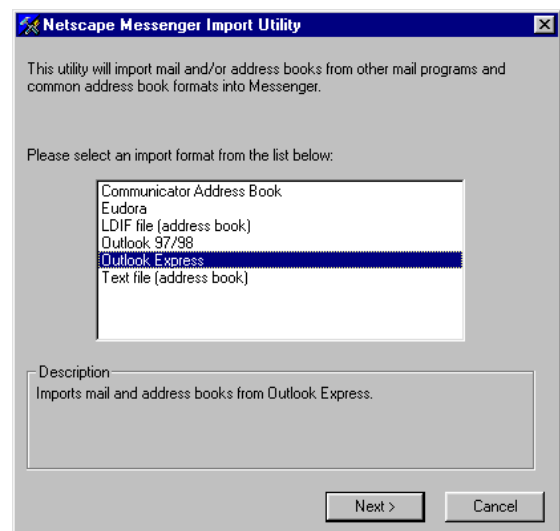 Netscape Messenger Import Utility
This utility will import mail and/or address books from other mail programs and
common address book formats into Messenger.
Please select an import format from the list below:
Communicator Address Book
Eudora
LDIF file (address book)
Outlook 97/98
Outlook Express
Text file (address book)
Description
Imports mail and address books from Outlook Express.
Next >
Cancel